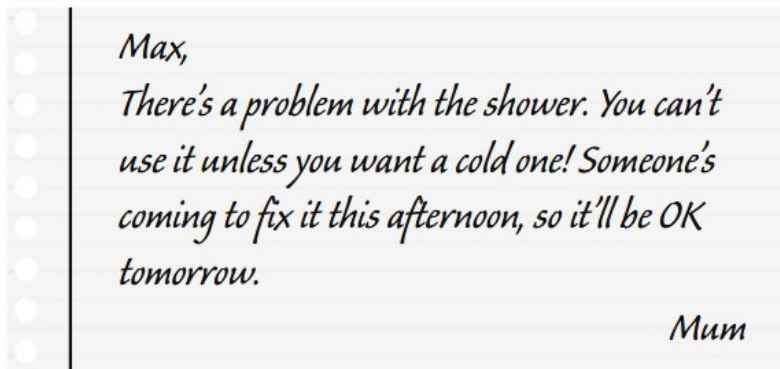 Max,
There's a problem with the shower. You can't
use it unless you want a cold one! Someone's
coming to fix it this afternoon, so it'll be OK
tomorrow.
Mum